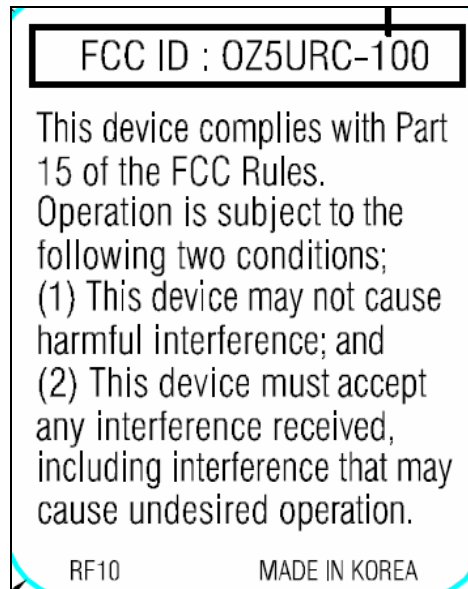 FCC ID : OZ5URC-100
This device complies with Part
15 of the FCC Rules.
Operation is subject to the
following two conditions;
(1) This device may not cause
harmful interference; and
(2) This device must accept
any interference received,
including interference that may
cause undesired operation.
RF10 MADE IN KOREA